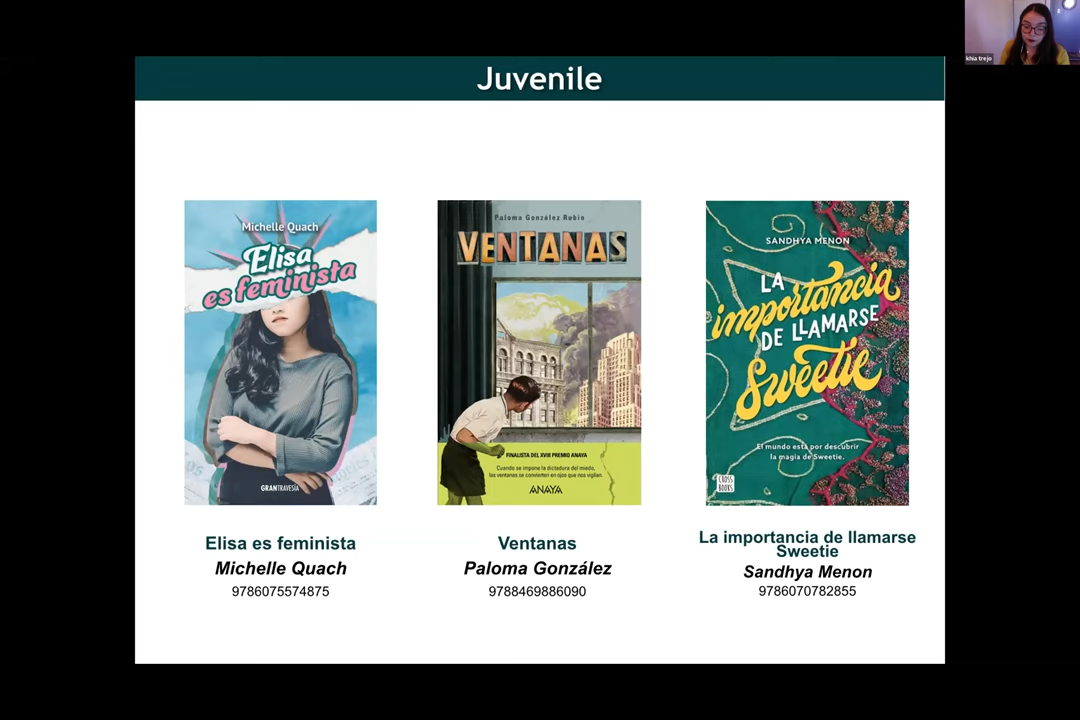 khia trejo
Juvenile
Michelle Quach
Elisa
es feminista
GRANTRAVESÍA
Paloma González Rubio
VENTANAS
FINALISTA DEL XVIII PREMIO ANAYA
Cuando se impone la dictadura del miedo,
las ventanas se convierten en ojos que nos vigilan.
ANAYA
SANDHYA MENON
LA
importancia
DE LLAMARSE
Sweetie
El mundo está por descubrir
la magia de Sweetie.
CROSS
BOOKS
Elisa es feminista
Michelle Quach
9786075574875
Ventanas
Paloma González
9788469886090
La importancia de llamarse
Sweetie
Sandhya Menon
9786070782855